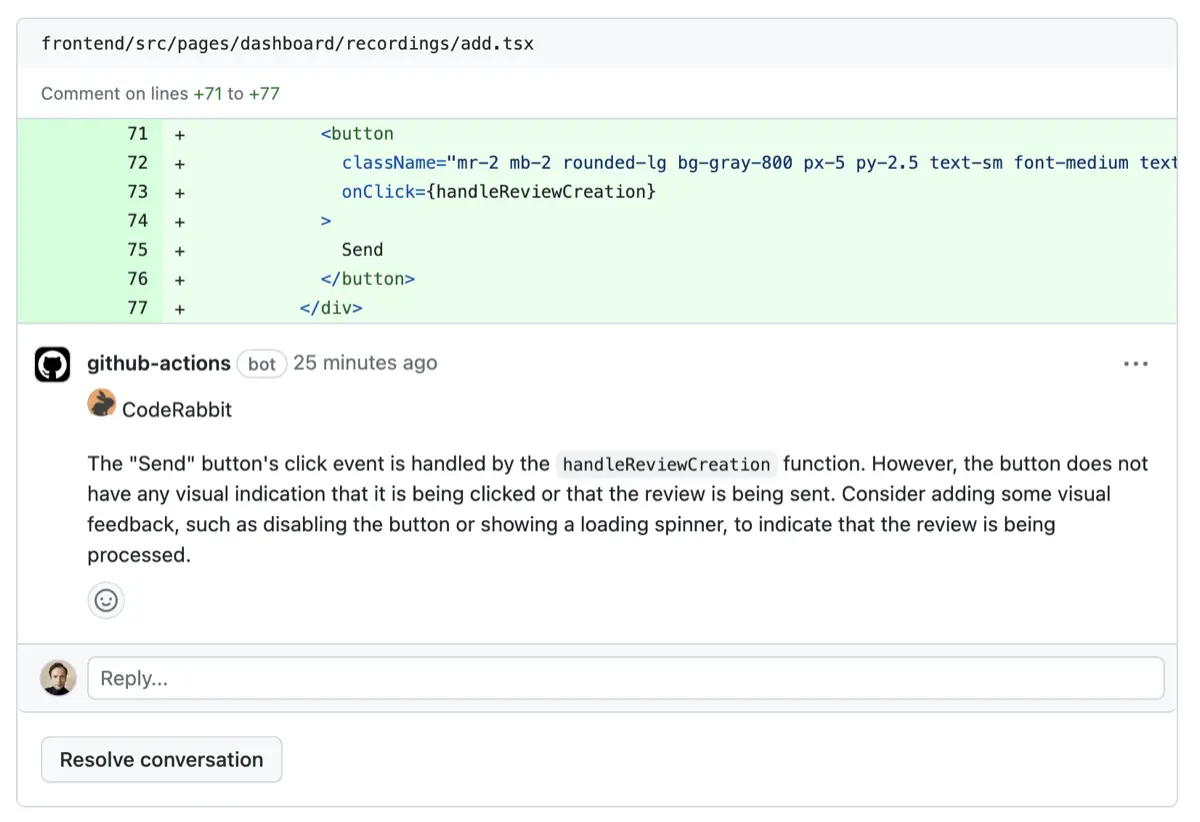 frontend/src/pages/dashboard/recordings/add.tsx
Comment on lines +71 to +77
71 + <button
72 + className="mr-2 mb-2 rounded-lg bg-gray-800 px-5 py-2.5 text-sm font-medium text
73 + onClick={handleReviewCreation}
74 + >
75 + Send
76 + </button>
77 + </div>
github-actions bot 25 minutes ago
CodeRabbit
The "Send" button's click event is handled by the handleReviewCreation function. However, the button does not
have any visual indication that it is being clicked or that the review is being sent. Consider adding some visual
feedback, such as disabling the button or showing a loading spinner, to indicate that the review is being
processed.
Reply...
Resolve conversation